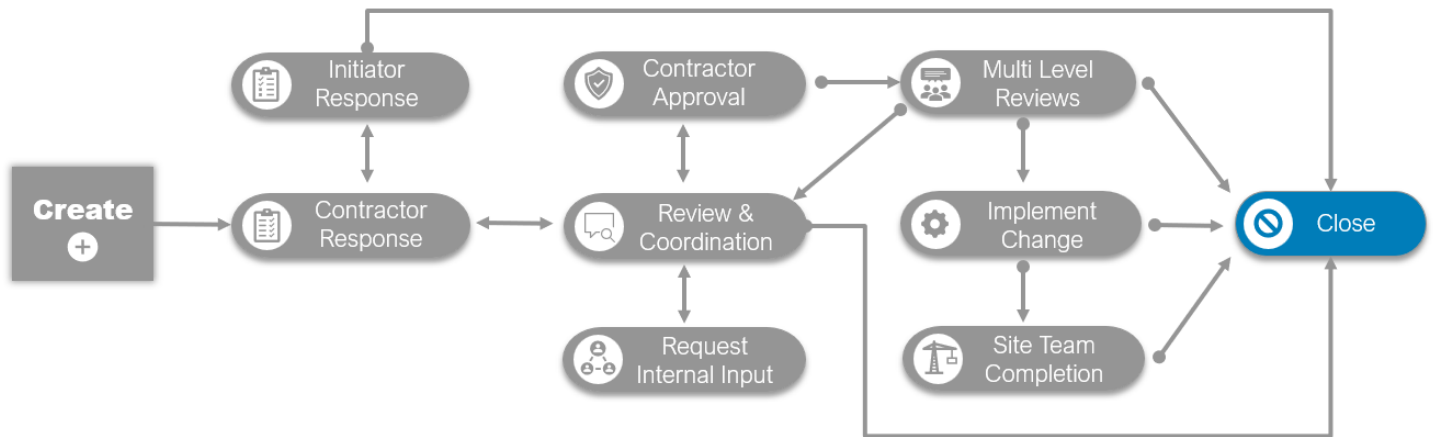 Initiator
Response
Contractor
Approval
Multi Level
Reviews
Create
Contractor
Response
Review &
Coordination
Implement
Change
Close
Request
Internal Input
Site Team
Completion